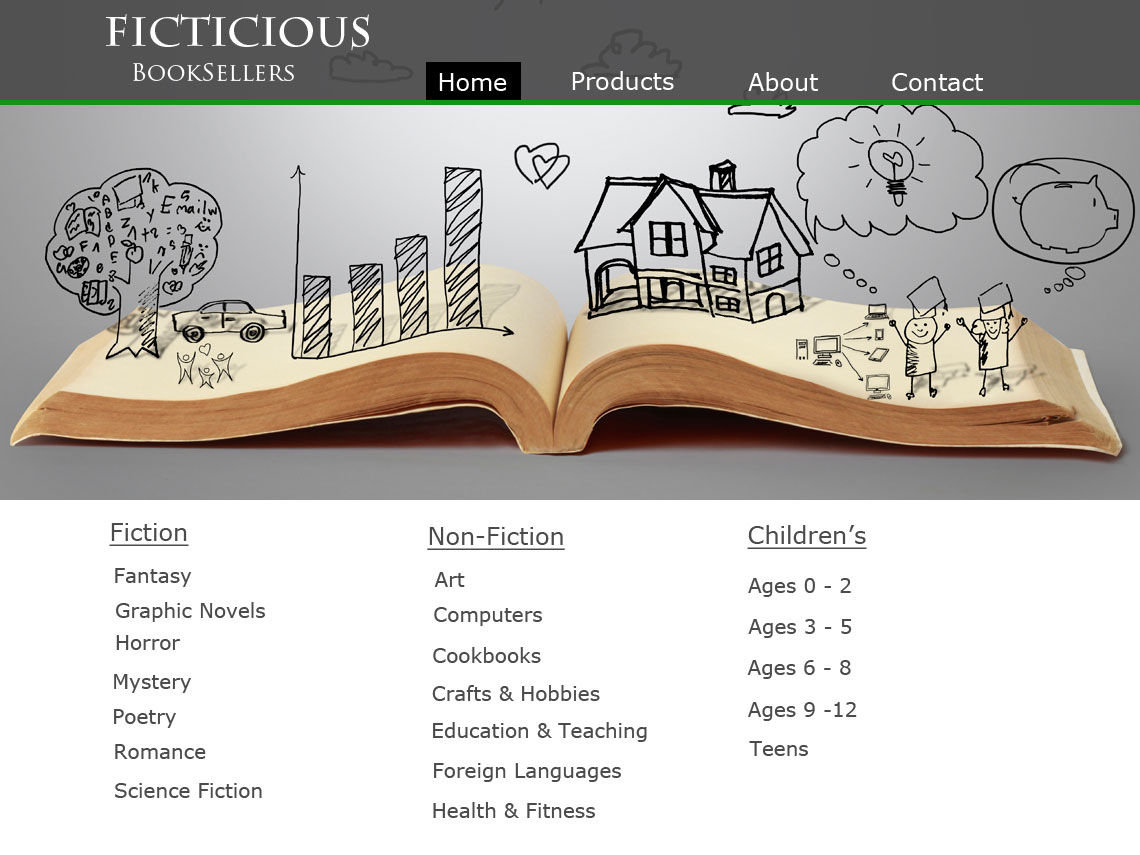 FICTICIOUS
BOOKSELLERS
Home
Products
About
Contact
Fiction
Fantasy
Graphic Novels
Horror
Mystery
Poetry
Romance
Science Fiction
Non-Fiction
Art
Computers
Cookbooks
Crafts & Hobbies
Education & Teaching
Foreign Languages
Health & Fitness
Children’s
Ages 0 - 2
Ages 3 - 5
Ages 6 - 8
Ages 9 -12
Teens